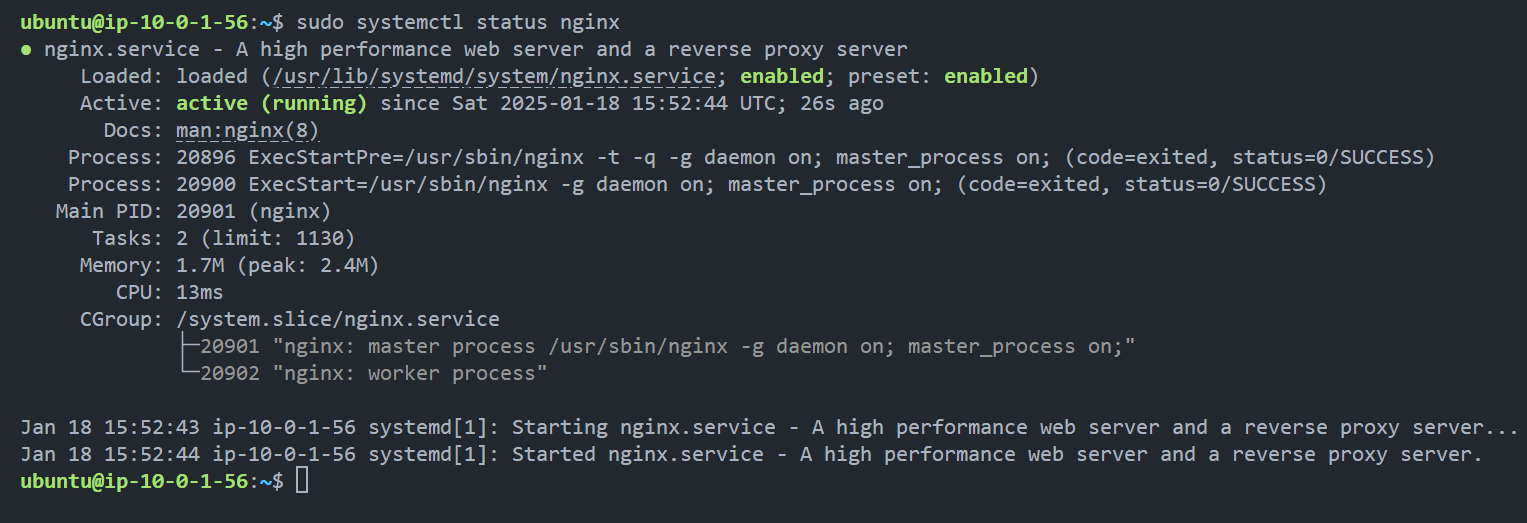 ubuntu@ip-10-0-1-56:~$ sudo systemctl status nginx
● nginx.service - A high performance web server and a reverse proxy server
     Loaded: loaded (/usr/lib/systemd/system/nginx.service; enabled; preset: enabled)
     Active: active (running) since Sat 2025-01-18 15:52:44 UTC; 26s ago
       Docs: man:nginx(8)
    Process: 20896 ExecStartPre=/usr/sbin/nginx -t -q -g daemon on; master_process on; (code=exited, status=0/SUCCESS)
    Process: 20900 ExecStart=/usr/sbin/nginx -g daemon on; master_process on; (code=exited, status=0/SUCCESS)
   Main PID: 20901 (nginx)
      Tasks: 2 (limit: 1130)
     Memory: 1.7M (peak: 2.4M)
        CPU: 13ms
     CGroup: /system.slice/nginx.service
             ├─20901 "nginx: master process /usr/sbin/nginx -g daemon on; master_process on;"
             └─20902 "nginx: worker process"

Jan 18 15:52:43 ip-10-0-1-56 systemd[1]: Starting nginx.service - A high performance web server and a reverse proxy server...
Jan 18 15:52:44 ip-10-0-1-56 systemd[1]: Started nginx.service - A high performance web server and a reverse proxy server.
ubuntu@ip-10-0-1-56:~$